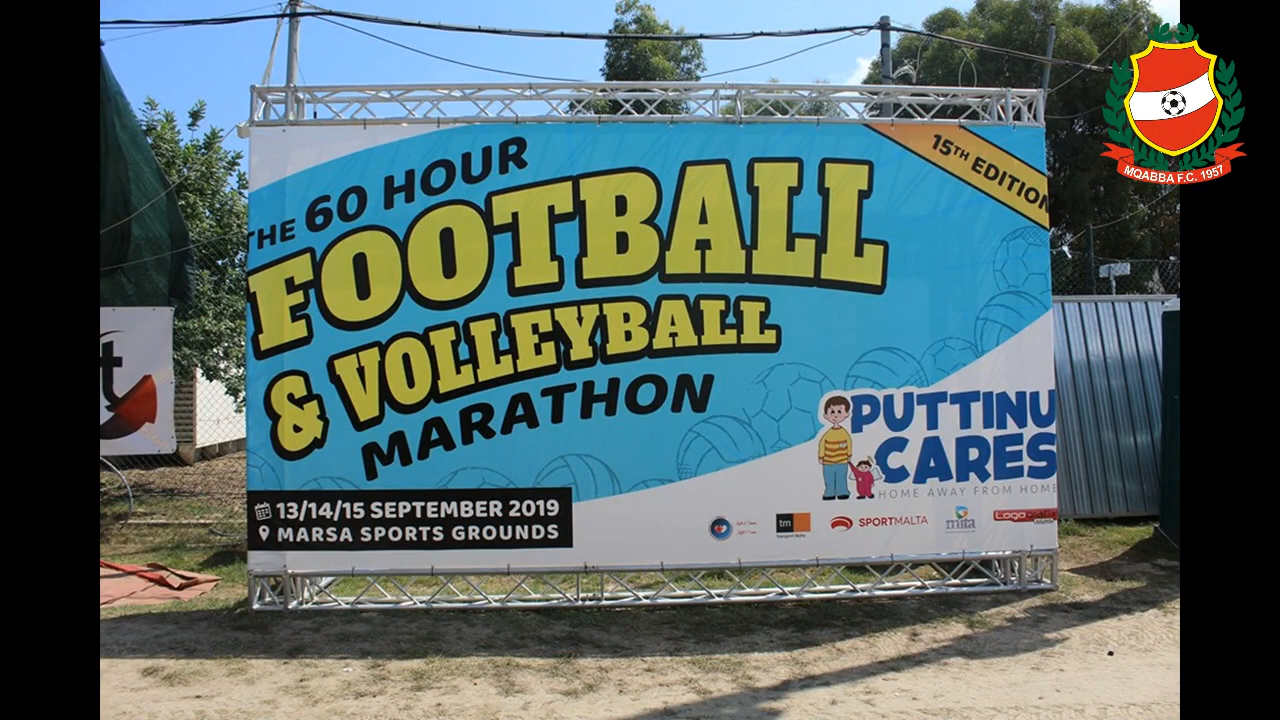 THE 60 HOUR
FOOTBALL
& VOLLEYBALL
MARATHON
15TH EDITION
13/14/15 SEPTEMBER 2019
MARSA SPORTS GROUNDS
PUTTINU
CARES
HOME AWAY FROM HOME
tm
SPORTMALTA
mita
MQABBA F.C. 1957